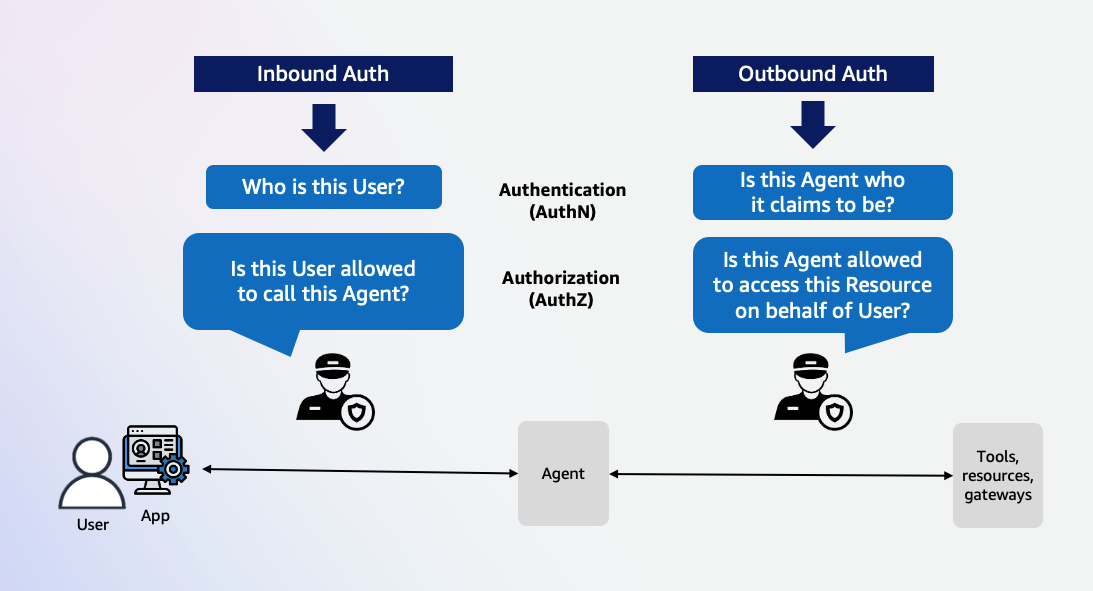 Inbound Auth
Outbound Auth
Who is this User?
Authentication
(AuthN)
Is this Agent who
it claims to be?
Is this User allowed
to call this Agent?
Authorization
(AuthZ)
Is this Agent allowed
to access this Resource
on behalf of User?
User
App
Agent
Tools,
resources,
gateways